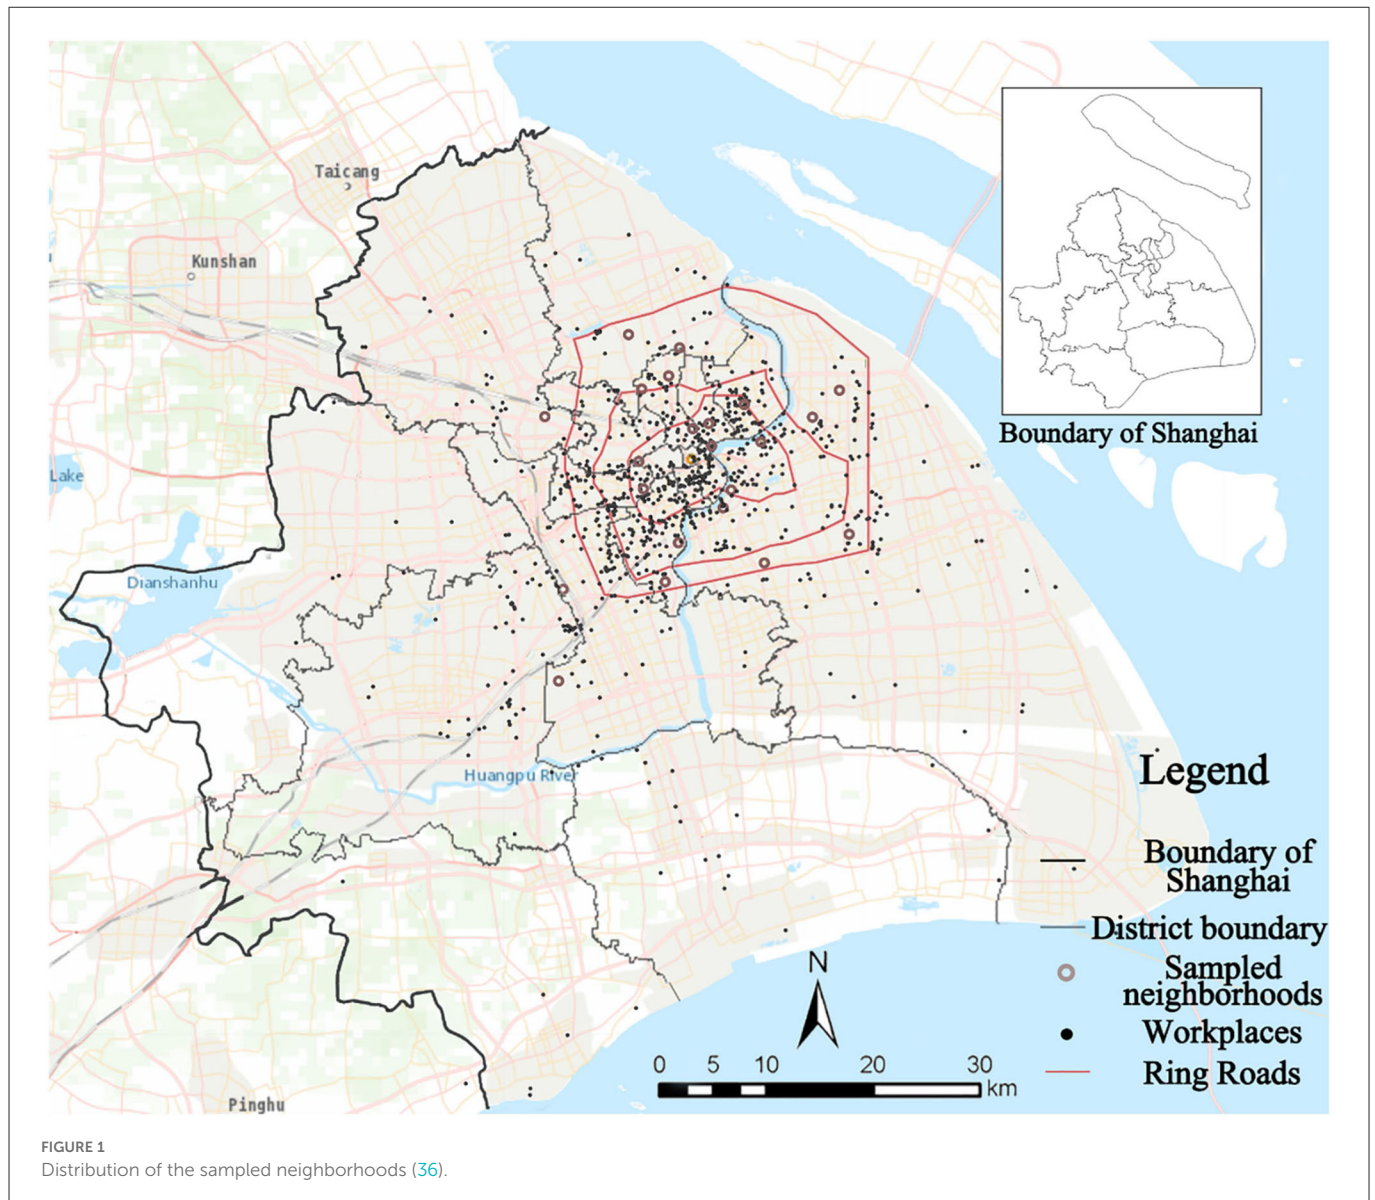 Taicang
Kunshan
Boundary of Shanghai
Lake
Dianshanhu
Huangpu River
Legend
Boundary of
Shanghai
District boundary
Sampled
neighborhoods
Workplaces
Ring Roads
N
0 5 10 20 30
km
Pinghu
FIGURE 1
Distribution of the sampled neighborhoods (36).